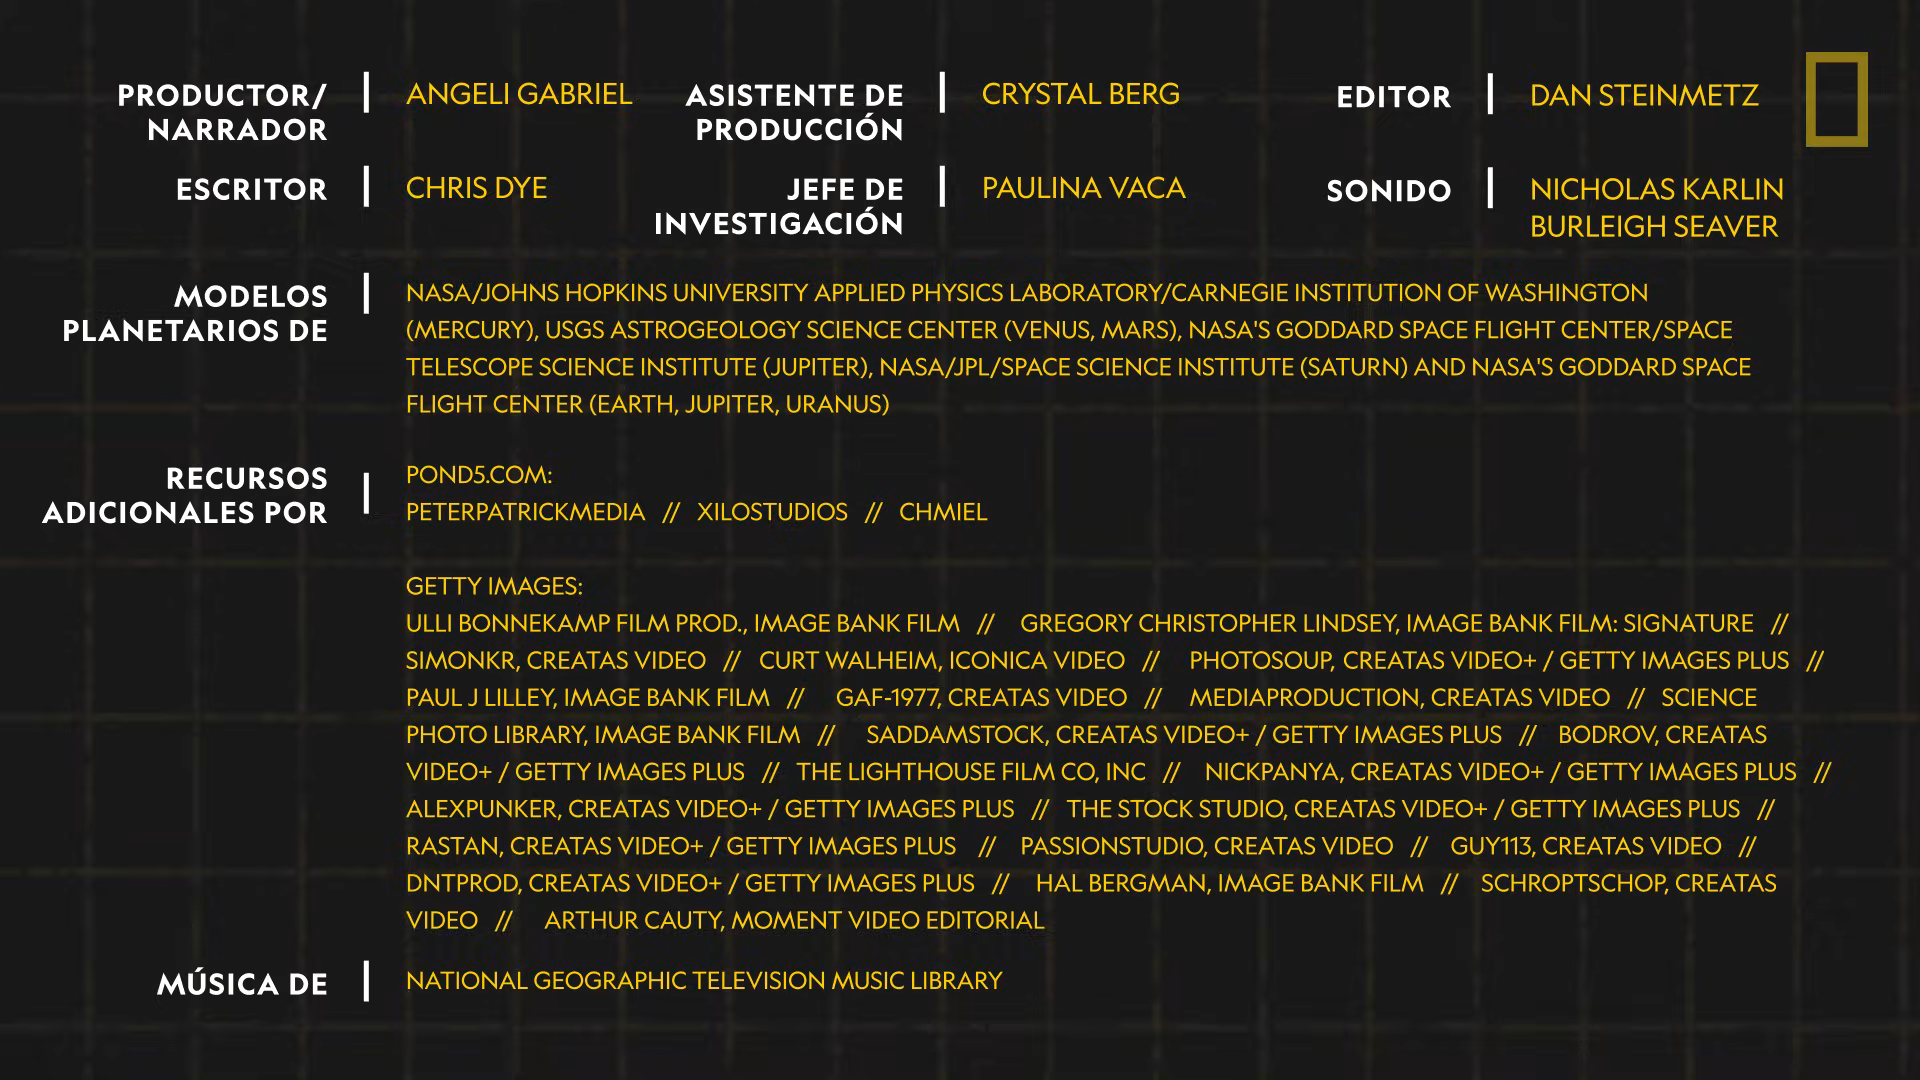 PRODUCTOR/
NARRADOR
ANGELI GABRIEL
ASISTENTE DE
PRODUCCIÓN
CRYSTAL BERG
EDITOR
DAN STEINMETZ
ESCRITOR
CHRIS DYE
JEFE DE
INVESTIGACIÓN
PAULINA VACA
SONIDO
NICHOLAS KARLIN
BURLEIGH SEAVER
MODELOS
PLANETARIOS DE
NASA/JOHNS HOPKINS UNIVERSITY APPLIED PHYSICS LABORATORY/CARNEGIE INSTITUTION OF WASHINGTON
(MERCURY), USGS ASTROGEOLOGY SCIENCE CENTER (VENUS, MARS), NASA'S GODDARD SPACE FLIGHT CENTER/SPACE
TELESCOPE SCIENCE INSTITUTE (JUPITER), NASA/JPL/SPACE SCIENCE INSTITUTE (SATURN) AND NASA'S GODDARD SPACE
FLIGHT CENTER (EARTH, JUPITER, URANUS)
RECURSOS
ADICIONALES POR
POND5.COM:
PETERPATRICKMEDIA // XILOSTUDIOS // CHMIEL
GETTY IMAGES:
ULLI BONNEKAMP FILM PROD., IMAGE BANK FILM // GREGORY CHRISTOPHER LINDSEY, IMAGE BANK FILM: SIGNATURE //
SIMONKR, CREATAS VIDEO // CURT WALHEIM, ICONICA VIDEO // PHOTOSOUP, CREATAS VIDEO+ / GETTY IMAGES PLUS //
PAUL J LILLEY, IMAGE BANK FILM // GAF-1977, CREATAS VIDEO // MEDIAPRODUCTION, CREATAS VIDEO // SCIENCE
PHOTO LIBRARY, IMAGE BANK FILM // SADDAMSTOCK, CREATAS VIDEO+ / GETTY IMAGES PLUS // BODROV, CREATAS
VIDEO+ / GETTY IMAGES PLUS // THE LIGHTHOUSE FILM CO, INC // NICKPANYA, CREATAS VIDEO+ / GETTY IMAGES PLUS //
ALEXPUNKER, CREATAS VIDEO+ / GETTY IMAGES PLUS // THE STOCK STUDIO, CREATAS VIDEO+ / GETTY IMAGES PLUS //
RASTAN, CREATAS VIDEO+ / GETTY IMAGES PLUS // PASSIONSTUDIO, CREATAS VIDEO // GUY113, CREATAS VIDEO //
DNTPROD, CREATAS VIDEO+ / GETTY IMAGES PLUS // HAL BERGMAN, IMAGE BANK FILM // SCHROPTSCHOP, CREATAS
VIDEO // ARTHUR CAUTY, MOMENT VIDEO EDITORIAL
MÚSICA DE
NATIONAL GEOGRAPHIC TELEVISION MUSIC LIBRARY